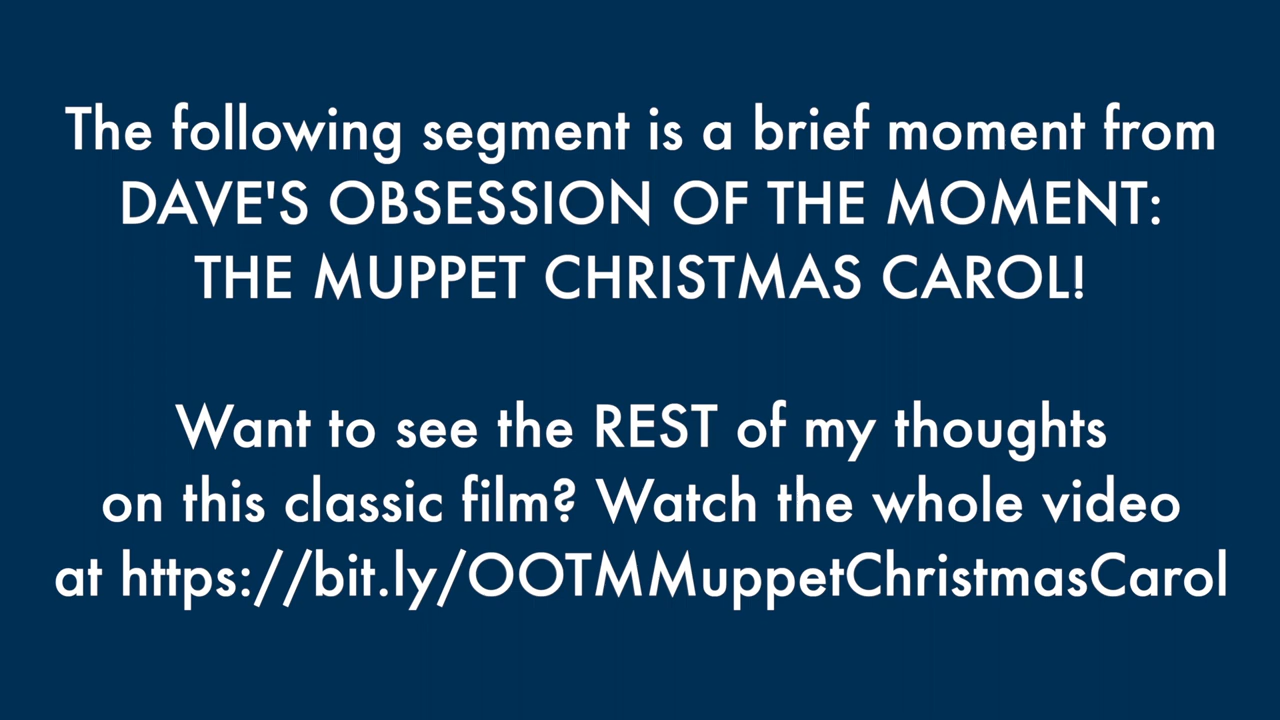 The following segment is a brief moment from
DAVE'S OBSESSION OF THE MOMENT:
THE MUPPET CHRISTMAS CAROL!
Want to see the REST of my thoughts
on this classic film? Watch the whole video
at https://bit.ly/OOTMMuppetChristmasCarol